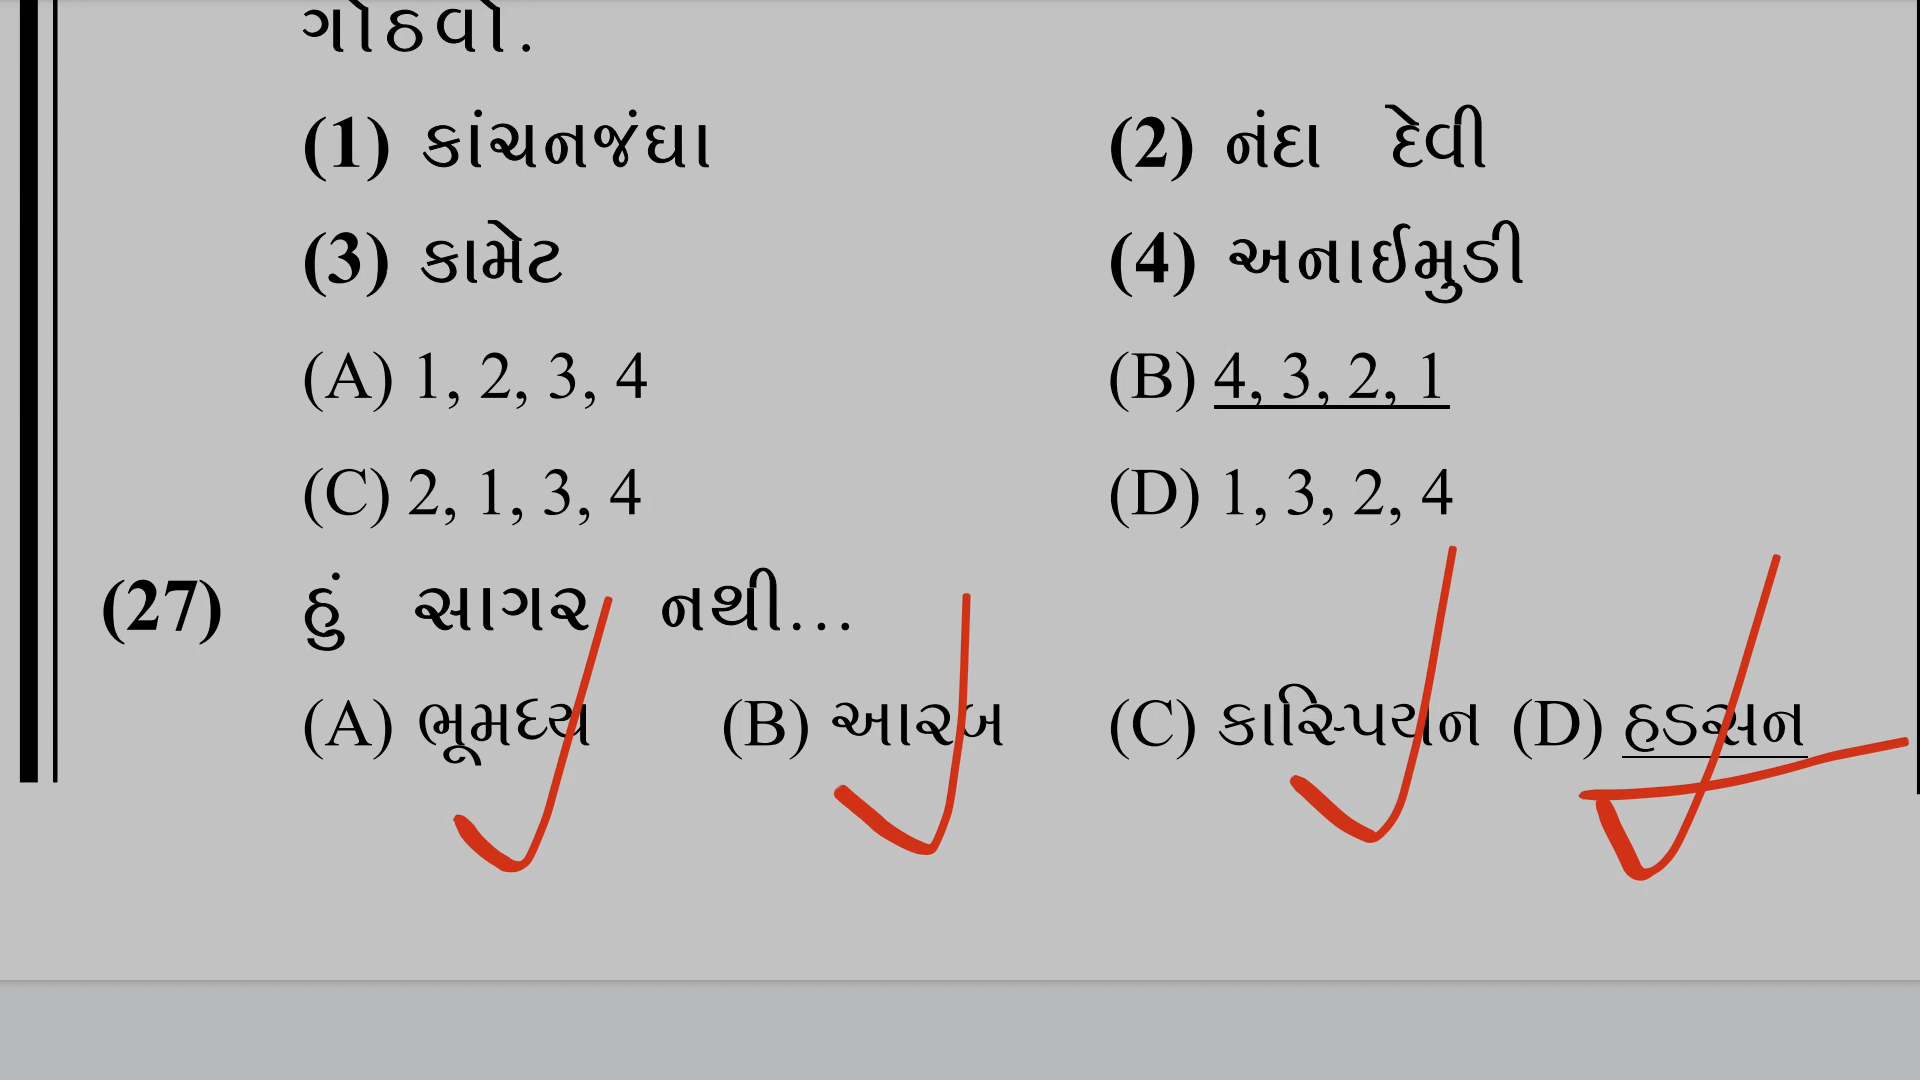 ગોઠવો.
(1) કાંચનજંઘા (2) નંદા દેવી
(3) કામેટ (4) અનાઈમુડી
(A) 1, 2, 3, 4 (B) 4, 3, 2, 1
(C) 2, 1, 3, 4 (D) 1, 3, 2, 4
(27) હું સાગર નથી...
(A) ભૂમધ્ય (B) આરબ (C) કાસ્પિયન (D) હડસન